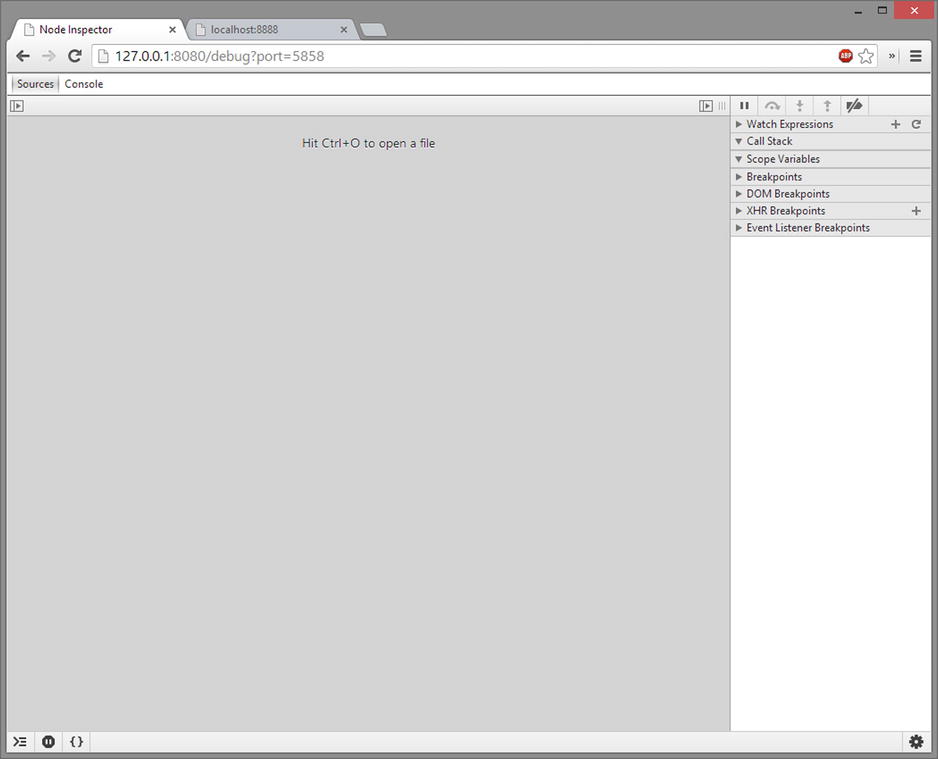 Node Inspector
localhost:8888
127.0.0.1:8080/debug?port=5858
ABP
Sources Console
Hit Ctrl+O to open a file
Watch Expressions
Call Stack
Scope Variables
Breakpoints
DOM Breakpoints
XHR Breakpoints
Event Listener Breakpoints